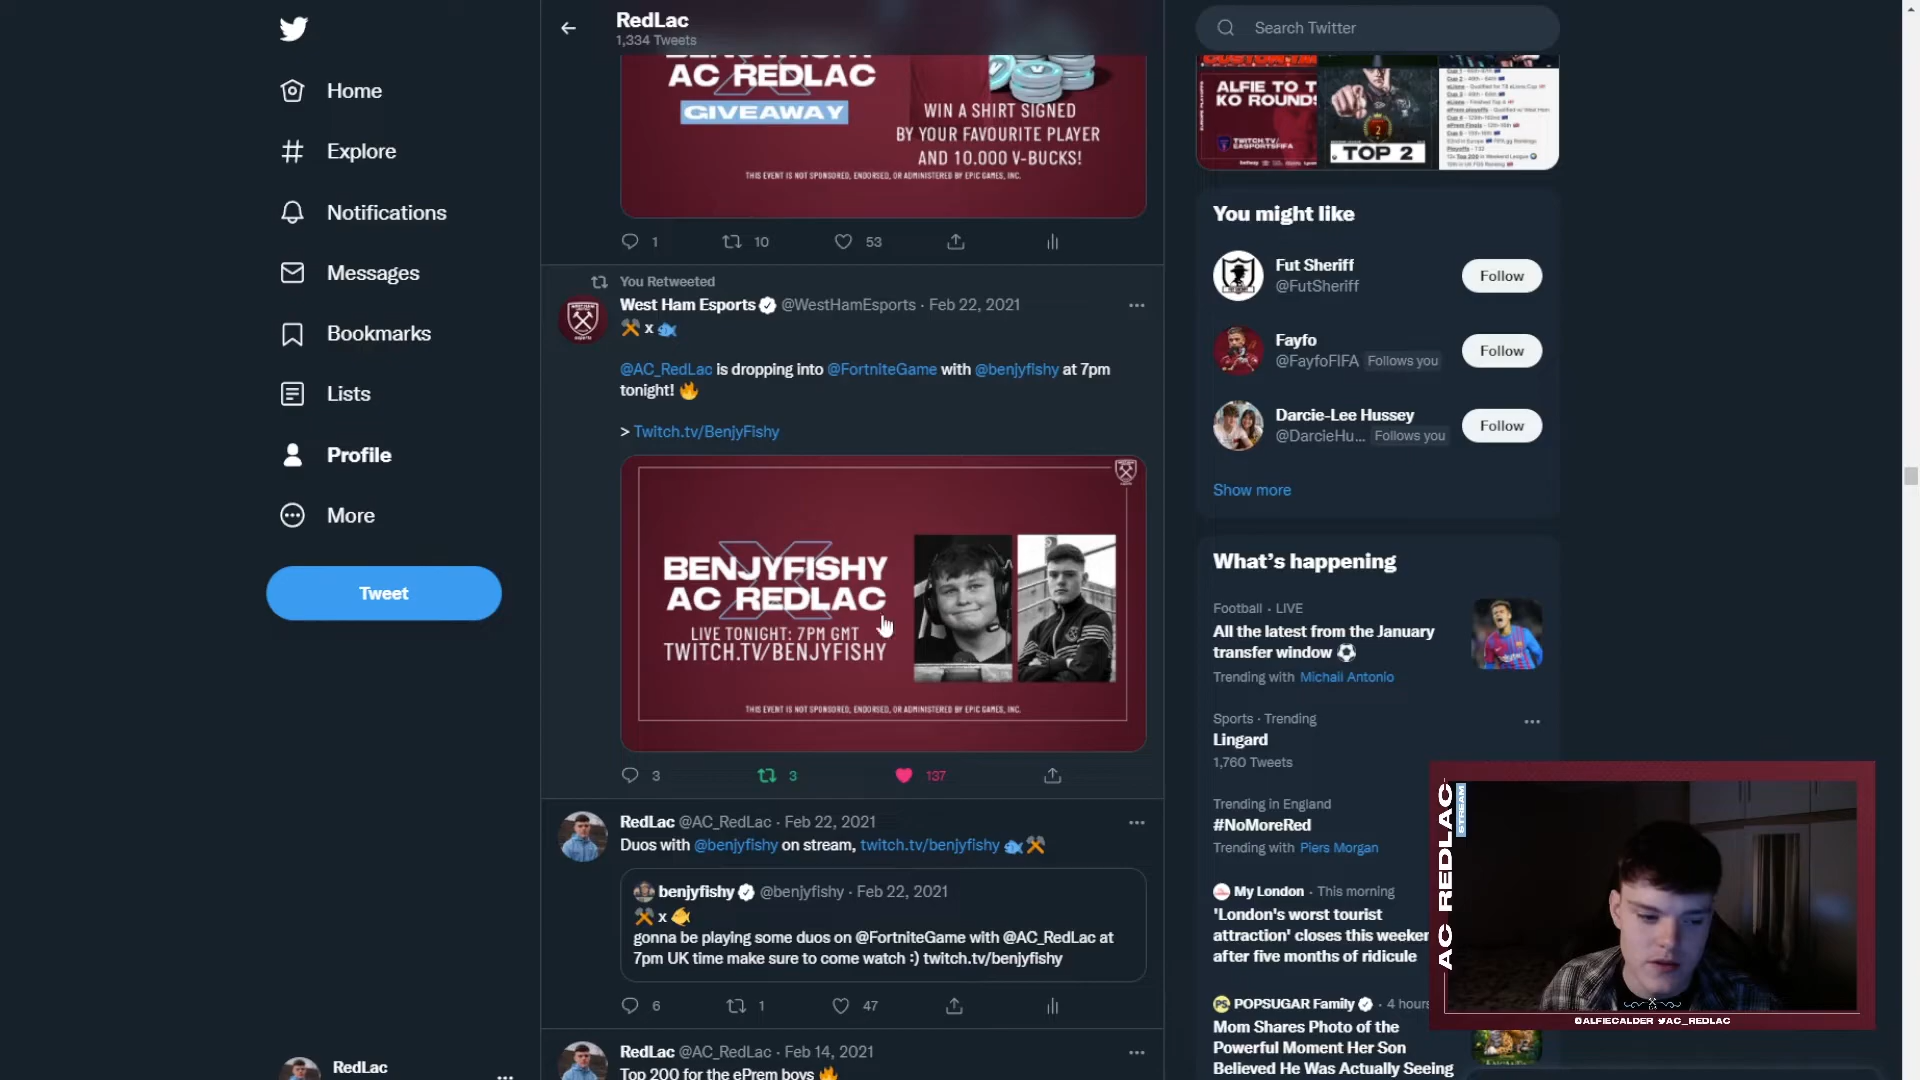 RedLac
1,334 Tweets
Search Twitter
Home
Explore
Notifications
Messages
Bookmarks
Lists
Profile
More
Tweet
RedLac
AC REDLAC
GIVEAWAY
WIN A SHIRT SIGNED
BY YOUR FAVOURITE PLAYER
AND 10.000 V-BUCKS!
THIS EVENT IS NOT SPONSORED, ENDORSED, OR ADMINISTERED BY EPIC GAMES, INC.
1 10 53
You Retweeted
West Ham Esports @WestHamEsports · Feb 22, 2021
⚒️ x 🐟
@AC_RedLac is dropping into @FortniteGame with @benjyfishy at 7pm
tonight! 🔥
> Twitch.tv/BenjyFishy
BENJYFISHY
X
AC REDLAC
LIVE TONIGHT: 7PM GMT
TWITCH.TV/BENJYFISHY
THIS EVENT IS NOT SPONSORED, ENDORSED, OR ADMINISTERED BY EPIC GAMES, INC.
3 3 137
RedLac @AC_RedLac · Feb 22, 2021
Duos with @benjyfishy on stream, twitch.tv/benjyfishy 🐟⚒️
benjyfishy @benjyfishy · Feb 22, 2021
⚒️ x 🐠
gonna be playing some duos on @FortniteGame with @AC_RedLac at
7pm UK time make sure to come watch :) twitch.tv/benjyfishy
6 1 47
RedLac @AC_RedLac · Feb 14, 2021
Top 200 for the ePrem boys 🔥
ALFIE TO T
KO ROUNDS
TWITCH.TV/
EASPORTSFIFA
2
TOP 2
You might like
Fut Sheriff
@FutSheriff
Follow
Fayfo
@FayfoFIFA Follows you
Follow
Darcie-Lee Hussey
@DarcieHu... Follows you
Follow
Show more
What's happening
Football · LIVE
All the latest from the January
transfer window ⚽
Trending with Michail Antonio
Sports · Trending
Lingard
1,760 Tweets
Trending in England
#NoMoreRed
Trending with Piers Morgan
My London · This morning
'London's worst tourist
attraction' closes this weeken
after five months of ridicule
POPSUGAR Family · 4 hours
Mom Shares Photo of the
Powerful Moment Her Son
Believed He Was Actually Seeing
AC REDLAC
STREAM
@ALFIECALDER
AC_REDLAC